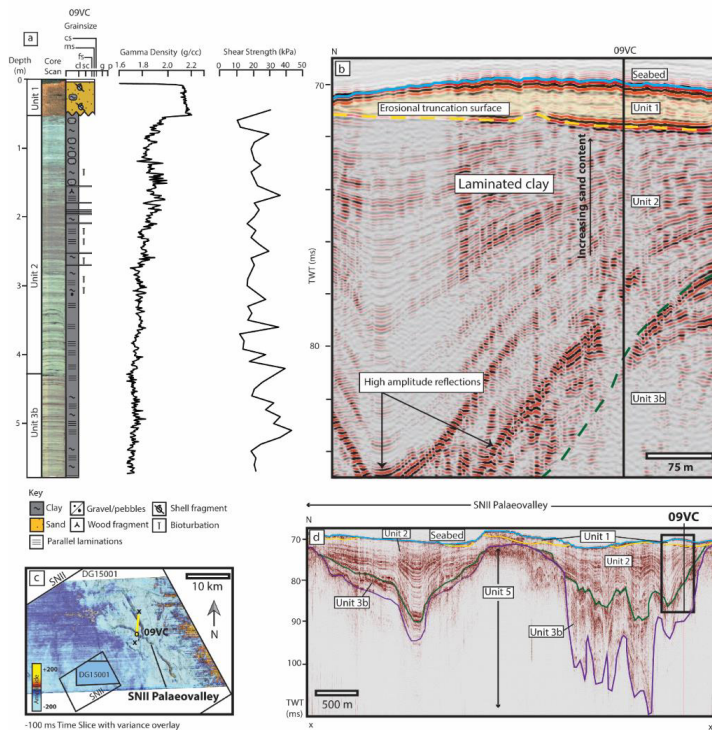 09VC
Grainsize
cs
ms
fs
cl sc g p
a
Gamma Density (g/cc)
1.6 1.8 2.0 2.2
Shear Strength (kPa)
0 10 20 30 40 50
Depth
(m)
Core
Scan
0
1
2
3
4
5
Unit 1
Unit 2
Unit 3b
Key
Clay
Gravel/pebbles
Shell fragment
Sand
Wood fragment
Bioturbation
Parallel laminations
N
09VC
b
70
80
TWT (ms)
Seabed
Unit 1
Erosional truncation surface
Laminated clay
Increasing sand content
Unit 2
High amplitude reflections
Unit 3b
75 m
c
SNII
DG15001
10 km
N
x
09VC
x
+200
-200
DG15001
SNII
SNII Palaeovalley
-100 ms Time Slice with variance overlay
SNII Palaeovalley
N
09VC
d
70
80
90
100
TWT
(ms)
Unit 2
Seabed
Unit 1
Unit 2
Unit 5
Unit 3b
Unit 3b
500 m
x x